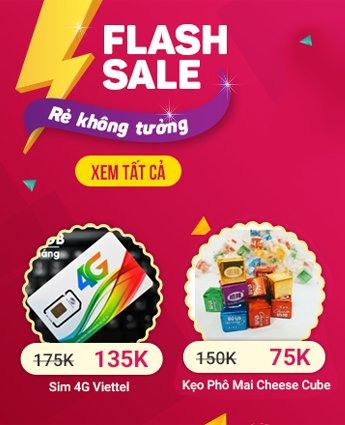 FLASH
SALE
Rẻ không tưởng
XEM TẤT CẢ
4G
175K 135K
150K 75K
Sim 4G Viettel
Kẹo Phô Mai Cheese Cube